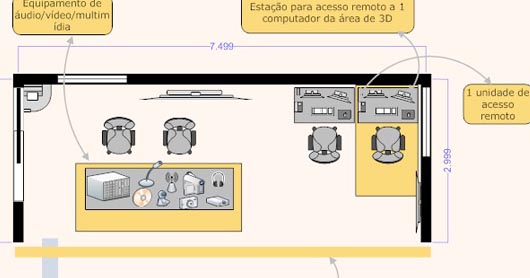 Equipamento de
áudio/vídeo/multim
ídia
Estação para acesso remoto a 1
computador da área de 3D
7.499
1 unidade de
acesso
remoto
2.999